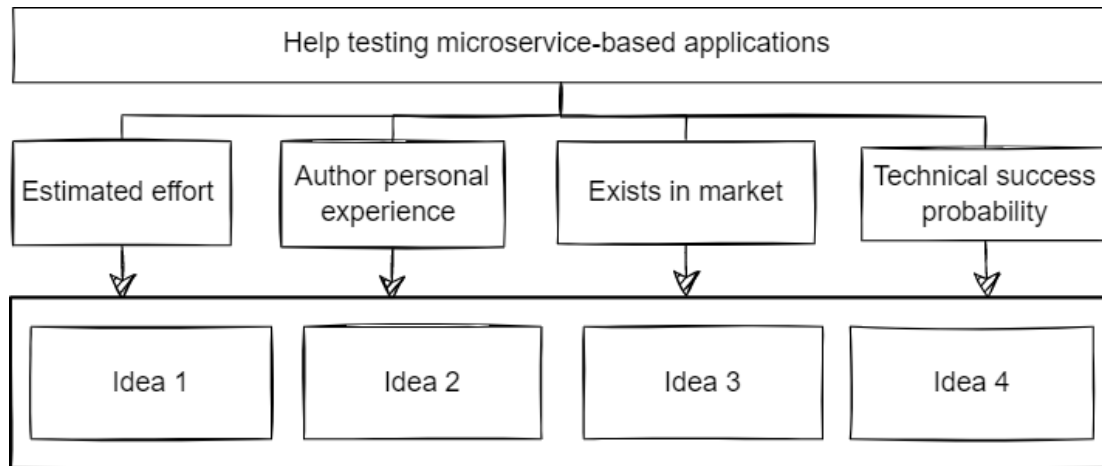 Help testing microservice-based applications
Estimated effort
Author personal
experience
Exists in market
Technical success
probability
Idea 1
Idea 2
Idea 3
Idea 4